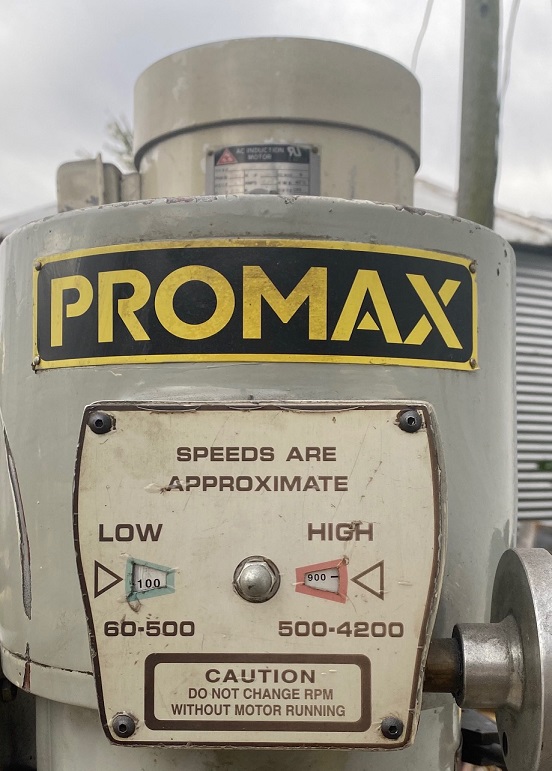 AC INDUCTION
MOTOR
PROMAX
SPEEDS ARE
APPROXIMATE
LOW HIGH
100 900
60-500 500-4200
CAUTION
DO NOT CHANGE RPM
WITHOUT MOTOR RUNNING